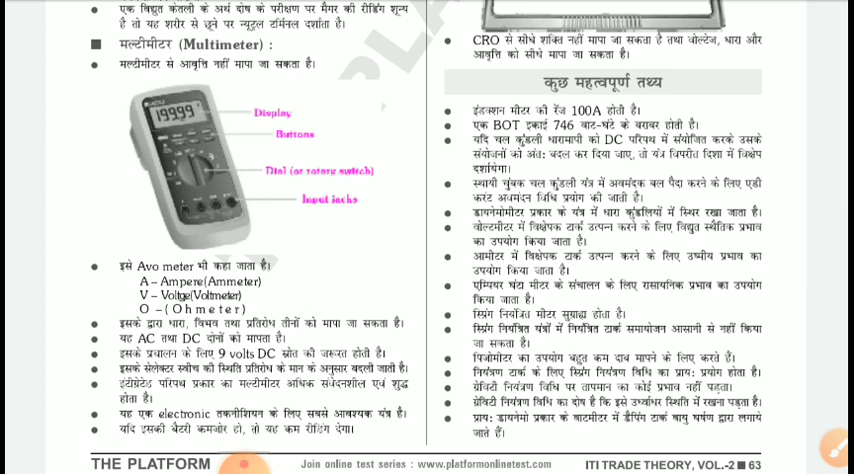 एक विद्युत केतली के अर्थ दोष के परीक्षण पर मैगर की रीडिंग शून्य
है तो यह शरीर से छूने पर न्यूट्रल टर्मिनल दर्शाता है।
मल्टीमीटर (Multimeter) :
मल्टीमीटर से आवृत्ति नहीं मापा जा सकता है।
19999
Display
Buttons
Dial (or rotary switch)
Input jacks
इसे Avo meter भी कहा जाता है।
A – Ampere(Ammeter)
V – Voltge(Voltmeter)
O – ( O h m e t e r )
इसके द्वारा धारा, विभव तथा प्रतिरोध तीनों को मापा जा सकता है।
यह AC तथा DC दोनों को मापता है।
इसके प्रचालन के लिए 9 volts DC स्रोत की जरूरत होती है।
इसके सेलेक्टर स्वीच की स्थिति प्रतिरोध के मान के अनुसार बदली जाती है।
इंटीग्रेटेड परिपथ प्रकार का मल्टीमीटर अधिक संवेदनशील एवं शुद्ध
होता है।
यह एक electronic तकनीशियन के लिए सबसे आवश्यक यंत्र है।
यदि इसकी बैटरी कमजोर हो, तो यह कम रीडिंग देगा।
CRO से सीधे शक्ति नहीं मापा जा सकता है तथा वोल्टेज, धारा और
आवृत्ति को सीधे मापा जा सकता है।
कुछ महत्वपूर्ण तथ्य
इंडक्शन मीटर की रेंज 100A होती है।
एक BOT इकाई 746 वाट-घंटे के बराबर होती है।
यदि चल कुंडली धारामापी को DC परिपथ में संयोजित करके उसके
संयोजनों को अंत: बदल कर दिया जाए, तो यंत्र विपरीत दिशा में विक्षेप
दर्शायेगा।
स्थायी चुंबक चल कुंडली यंत्र में अवमंदक बल पैदा करने के लिए एडी
करंट अवमंदन विधि प्रयोग की जाती है।
डायनेमोमीटर प्रकार के यंत्र में धारा कुंडलियों में स्थिर रखा जाता है।
वोल्टमीटर में विक्षेपक टार्क उत्पन्न करने के लिए विद्युत स्थैतिक प्रभाव
का उपयोग किया जाता है।
आमीटर में विक्षेपक टार्क उत्पन्न करने के लिए उष्मीय प्रभाव का
उपयोग किया जाता है।
एम्पियर घंटा मीटर के संचालन के लिए रासायनिक प्रभाव का उपयोग
किया जाता है।
स्प्रिंग नियंत्रित मीटर सुग्राह्य होता है।
स्प्रिंग नियंत्रित यंत्रों में नियंत्रित टार्क समायोजन आसानी से नहीं किया
जा सकता है।
पिजोमीटर का उपयोग बहुत कम दाब मापने के लिए करते हैं।
नियंत्रण टार्क के लिए स्प्रिंग नियंत्रण विधि का प्राय: प्रयोग होता है।
ग्रेविटी नियंत्रण विधि पर तापमान का कोई प्रभाव नहीं पड़ता।
ग्रेविटी नियंत्रण विधि का दोष है कि इसे उर्ध्वाधर स्थिति में रखना पड़ता है।
प्राय: डायनेमो प्रकार के वाटमीटर में डैंपिंग टार्क वायु घर्षण द्वारा लगाये
जाते हैं।
THE PLATFORM
Join online test series : www.platformonlinetest.com
ITI TRADE THEORY, VOL.-2 ■ 63